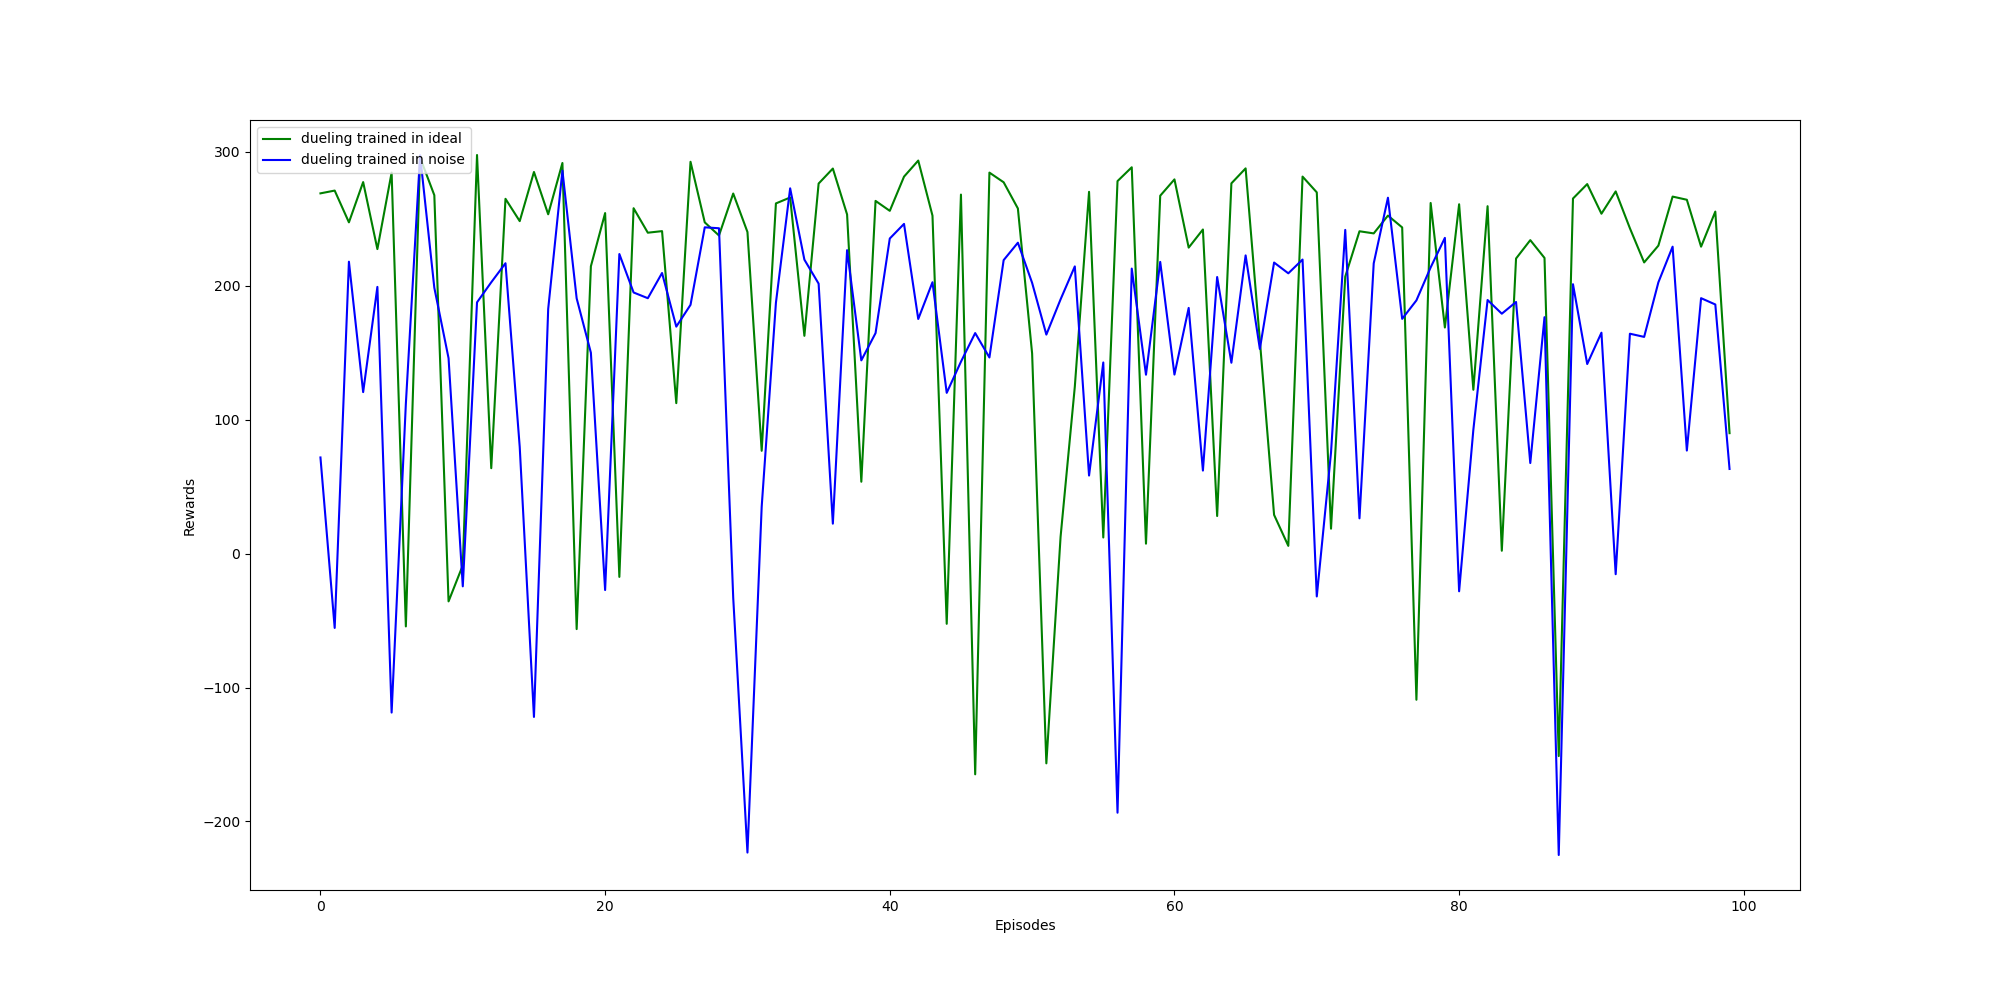 dueling trained in ideal
dueling trained in noise
300
200
100
0
−100
−200
Rewards
0 20 40 60 80 100
Episodes